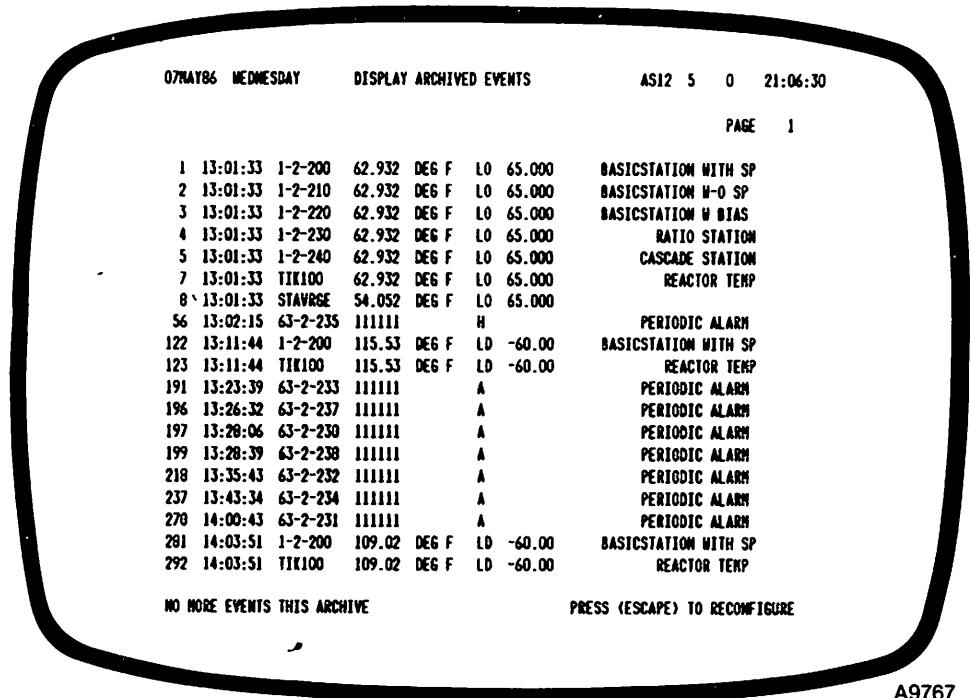 07MAY86 WEDNESDAY DISPLAY ARCHIVED EVENTS AS12 5 0 21:06:30
PAGE 1
1 13:01:33 1-2-200 62.932 DEG F LO 65.000 BASICSTATION WITH SP
2 13:01:33 1-2-210 62.932 DEG F LO 65.000 BASICSTATION W-O SP
3 13:01:33 1-2-220 62.932 DEG F LO 65.000 BASICSTATION W BIAS
4 13:01:33 1-2-230 62.932 DEG F LO 65.000 RATIO STATION
5 13:01:33 1-2-240 62.932 DEG F LO 65.000 CASCADE STATION
7 13:01:33 TIK100 62.932 DEG F LO 65.000 REACTOR TEMP
8 13:01:33 STAVRGE 54.052 DEG F LO 65.000
56 13:02:15 63-2-235 111111 H PERIODIC ALARM
122 13:11:44 1-2-200 115.53 DEG F LD -60.00 BASICSTATION WITH SP
123 13:11:44 TIK100 115.53 DEG F LD -60.00 REACTOR TEMP
191 13:23:39 63-2-233 111111 A PERIODIC ALARM
196 13:26:32 63-2-237 111111 A PERIODIC ALARM
197 13:28:06 63-2-230 111111 A PERIODIC ALARM
199 13:28:39 63-2-238 111111 A PERIODIC ALARM
218 13:35:43 63-2-232 111111 A PERIODIC ALARM
237 13:43:34 63-2-234 111111 A PERIODIC ALARM
270 14:00:43 63-2-231 111111 A PERIODIC ALARM
281 14:03:51 1-2-200 109.02 DEG F LD -60.00 BASICSTATION WITH SP
292 14:03:51 TIK100 109.02 DEG F LD -60.00 REACTOR TEMP
NO MORE EVENTS THIS ARCHIVE PRESS (ESCAPE) TO RECONFIGURE
A9767